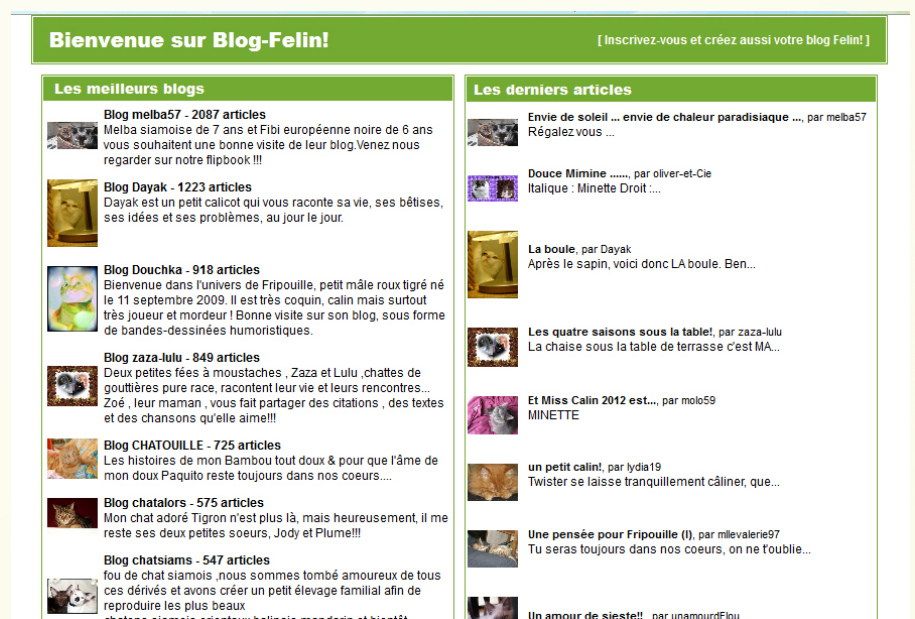 Bienvenue sur Blog-Felin!
[ Inscrivez-vous et créez aussi votre blog Felin! ]
Les meilleurs blogs
Blog melba57 - 2087 articles
Melba siamoise de 7 ans et Fibi européenne noire de 6 ans
vous souhaitent une bonne visite de leur blog.Venez nous
regarder sur notre flipbook !!!
Blog Dayak - 1223 articles
Dayak est un petit calicot qui vous raconte sa vie, ses bêtises,
ses idées et ses problèmes, au jour le jour.
Blog Douchka - 918 articles
Bienvenue dans l'univers de Fripouille, petit mâle roux tigré né
le 11 septembre 2009. Il est très coquin, calin mais surtout
très joueur et mordeur ! Bonne visite sur son blog, sous forme
de bandes-dessinées humoristiques.
Blog zaza-lulu - 849 articles
Deux petites fées à moustaches , Zaza et Lulu ,chattes de
gouttières pure race, racontent leur vie et leurs rencontres...
Zoé , leur maman , vous fait partager des citations , des textes
et des chansons qu'elle aime!!!
Blog CHATOUILLE - 725 articles
Les histoires de mon Bambou tout doux & pour que l'âme de
mon doux Paquito reste toujours dans nos coeurs....
Blog chatalors - 575 articles
Mon chat adoré Tigron n'est plus là, mais heureusement, il me
reste ses deux petites soeurs, Jody et Plume!!!
Blog chatsiams - 547 articles
fou de chat siamois ,nous sommes tombé amoureux de tous
ces dérivés et avons créer un petit élevage familial afin de
reproduire les plus beaux
chatons siamois orientaux balinais mandarin et bientôt
Les derniers articles
Envie de soleil ... envie de chaleur paradisiaque ..., par melba57
Régalez vous ...
Douce Mimine ......, par oliver-et-Cie
Italique : Minette Droit :...
La boule, par Dayak
Après le sapin, voici donc LA boule. Ben...
Les quatre saisons sous la table!, par zaza-lulu
La chaise sous la table de terrasse c'est MA...
Et Miss Calin 2012 est..., par molo59
MINETTE
un petit calin!, par lydia19
Twister se laisse tranquillement câliner, que...
Une pensée pour Fripouille (I), par mllevalerie97
Tu seras toujours dans nos coeurs, on ne t'oublie...
Un amour de sieste!!, par unamourdFlou